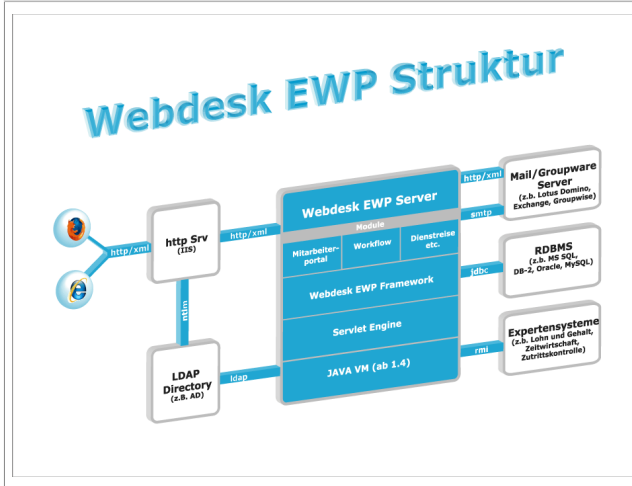 Webdesk EWP Struktur
http/xml
http Srv
(IIS)
http/xml
ntlm
LDAP
Directory
(z.B. AD)
ldap
Webdesk EWP Server
Module
Mitarbeiter-
portal
Workflow
Dienstreise
etc.
Webdesk EWP Framework
Servlet Engine
JAVA VM (ab 1.4)
http/xml
smtp
Mail/Groupware
Server
(z.b. Lotus Domino,
Exchange, Groupwise)
jdbc
RDBMS
(z.b. MS SQL,
DB-2, Oracle, MySQL)
rmi
Expertensysteme
(z.b. Lohn und Gehalt,
Zeitwirtschaft,
Zutrittskontrolle)